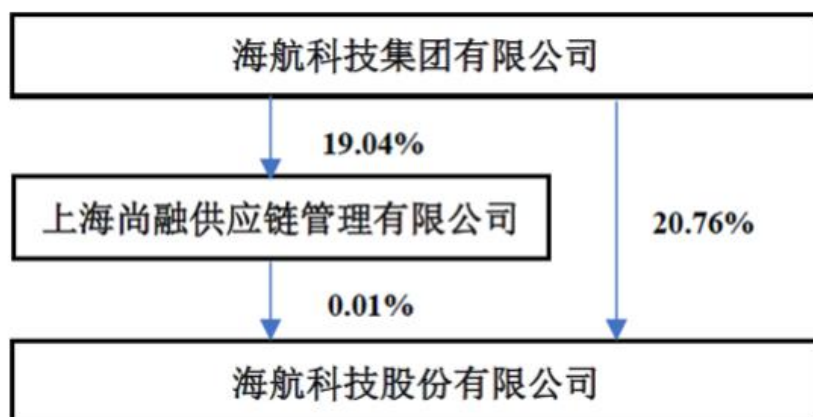 海航科技集团有限公司
19.04%
上海尚融供应链管理有限公司
20.76%
0.01%
海航科技股份有限公司